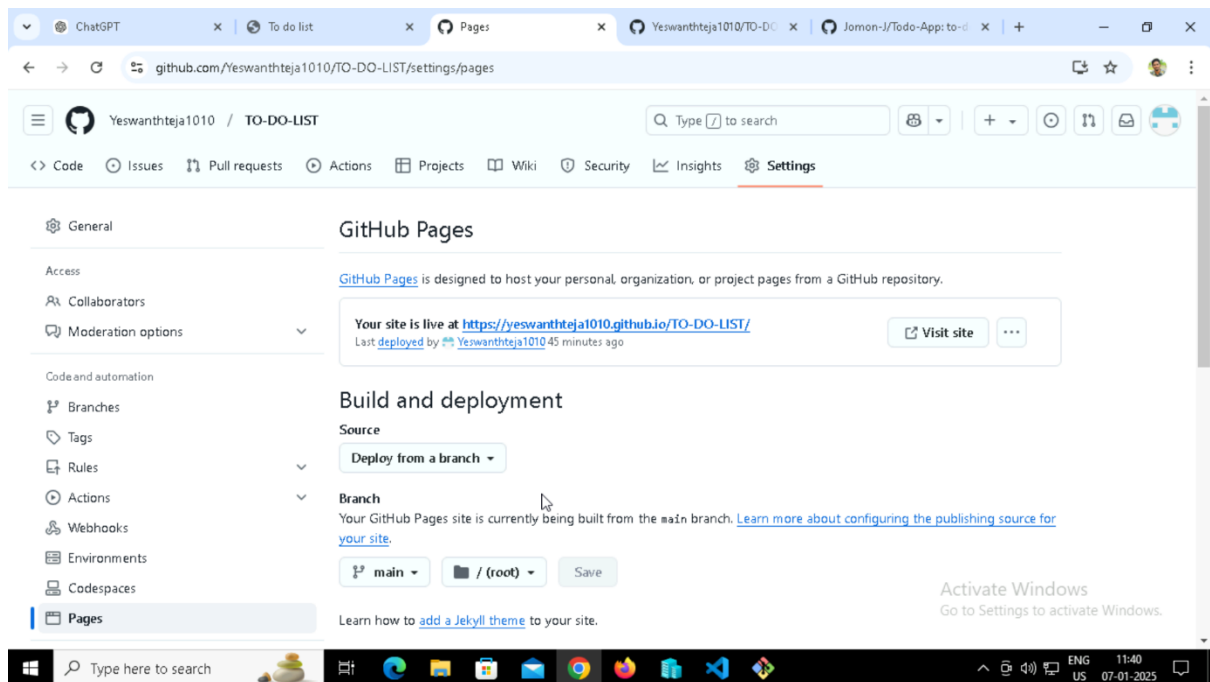 ChatGPT
To do list
Pages
Yeswanthteja1010/TO-DO
Jomon-J/Todo-App: to-d
github.com/Yeswanthteja1010/TO-DO-LIST/settings/pages
Yeswanthteja1010 / TO-DO-LIST
Type / to search
Code
Issues
Pull requests
Actions
Projects
Wiki
Security
Insights
Settings
General
Access
Collaborators
Moderation options
Code and automation
Branches
Tags
Rules
Actions
Webhooks
Environments
Codespaces
Pages
GitHub Pages
GitHub Pages is designed to host your personal, organization, or project pages from a GitHub repository.
Your site is live at https://yeswanthteja1010.github.io/TO-DO-LIST/
Last deployed by Yeswanthteja1010 45 minutes ago
Visit site
Build and deployment
Source
Deploy from a branch
Branch
Your GitHub Pages site is currently being built from the main branch. Learn more about configuring the publishing source for
your site.
main
/ (root)
Save
Learn how to add a Jekyll theme to your site.
Activate Windows
Go to Settings to activate Windows.
Type here to search
ENG
US
11:40
07-01-2025